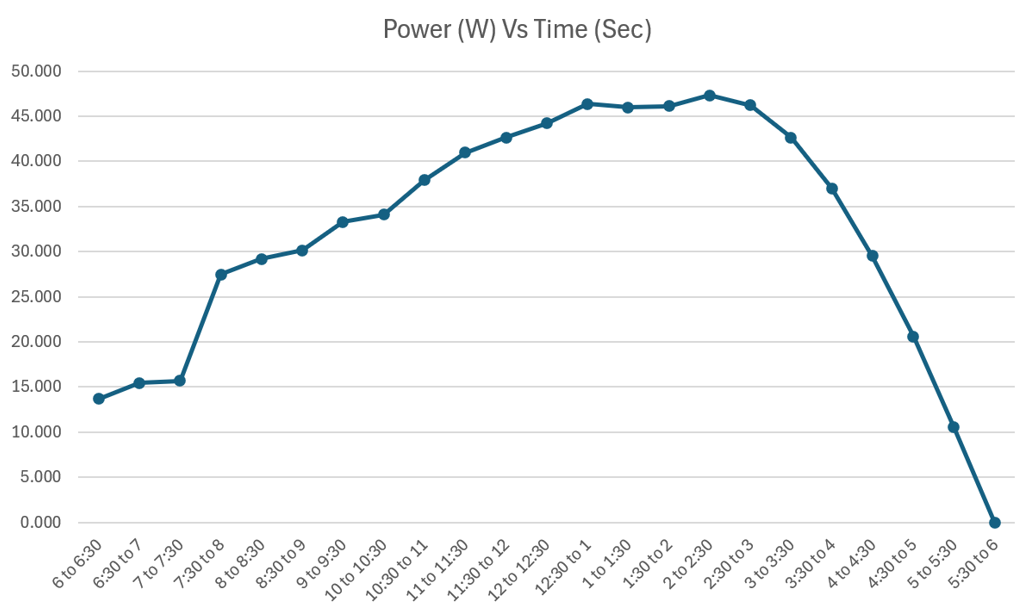 Power (W) Vs Time (Sec)
50.000
45.000
40.000
35.000
30.000
25.000
20.000
15.000
10.000
5.000
0.000
6 to 6:30
6:30 to 7
7 to 7:30
7:30 to 8
8 to 8:30
8:30 to 9
9 to 9:30
10 to 10:30
10:30 to 11
11 to 11:30
11:30 to 12
12 to 12:30
12:30 to 1
1 to 1:30
1:30 to 2
2 to 2:30
2:30 to 3
3 to 3:30
3:30 to 4
4 to 4:30
4:30 to 5
5 to 5:30
5:30 to 6